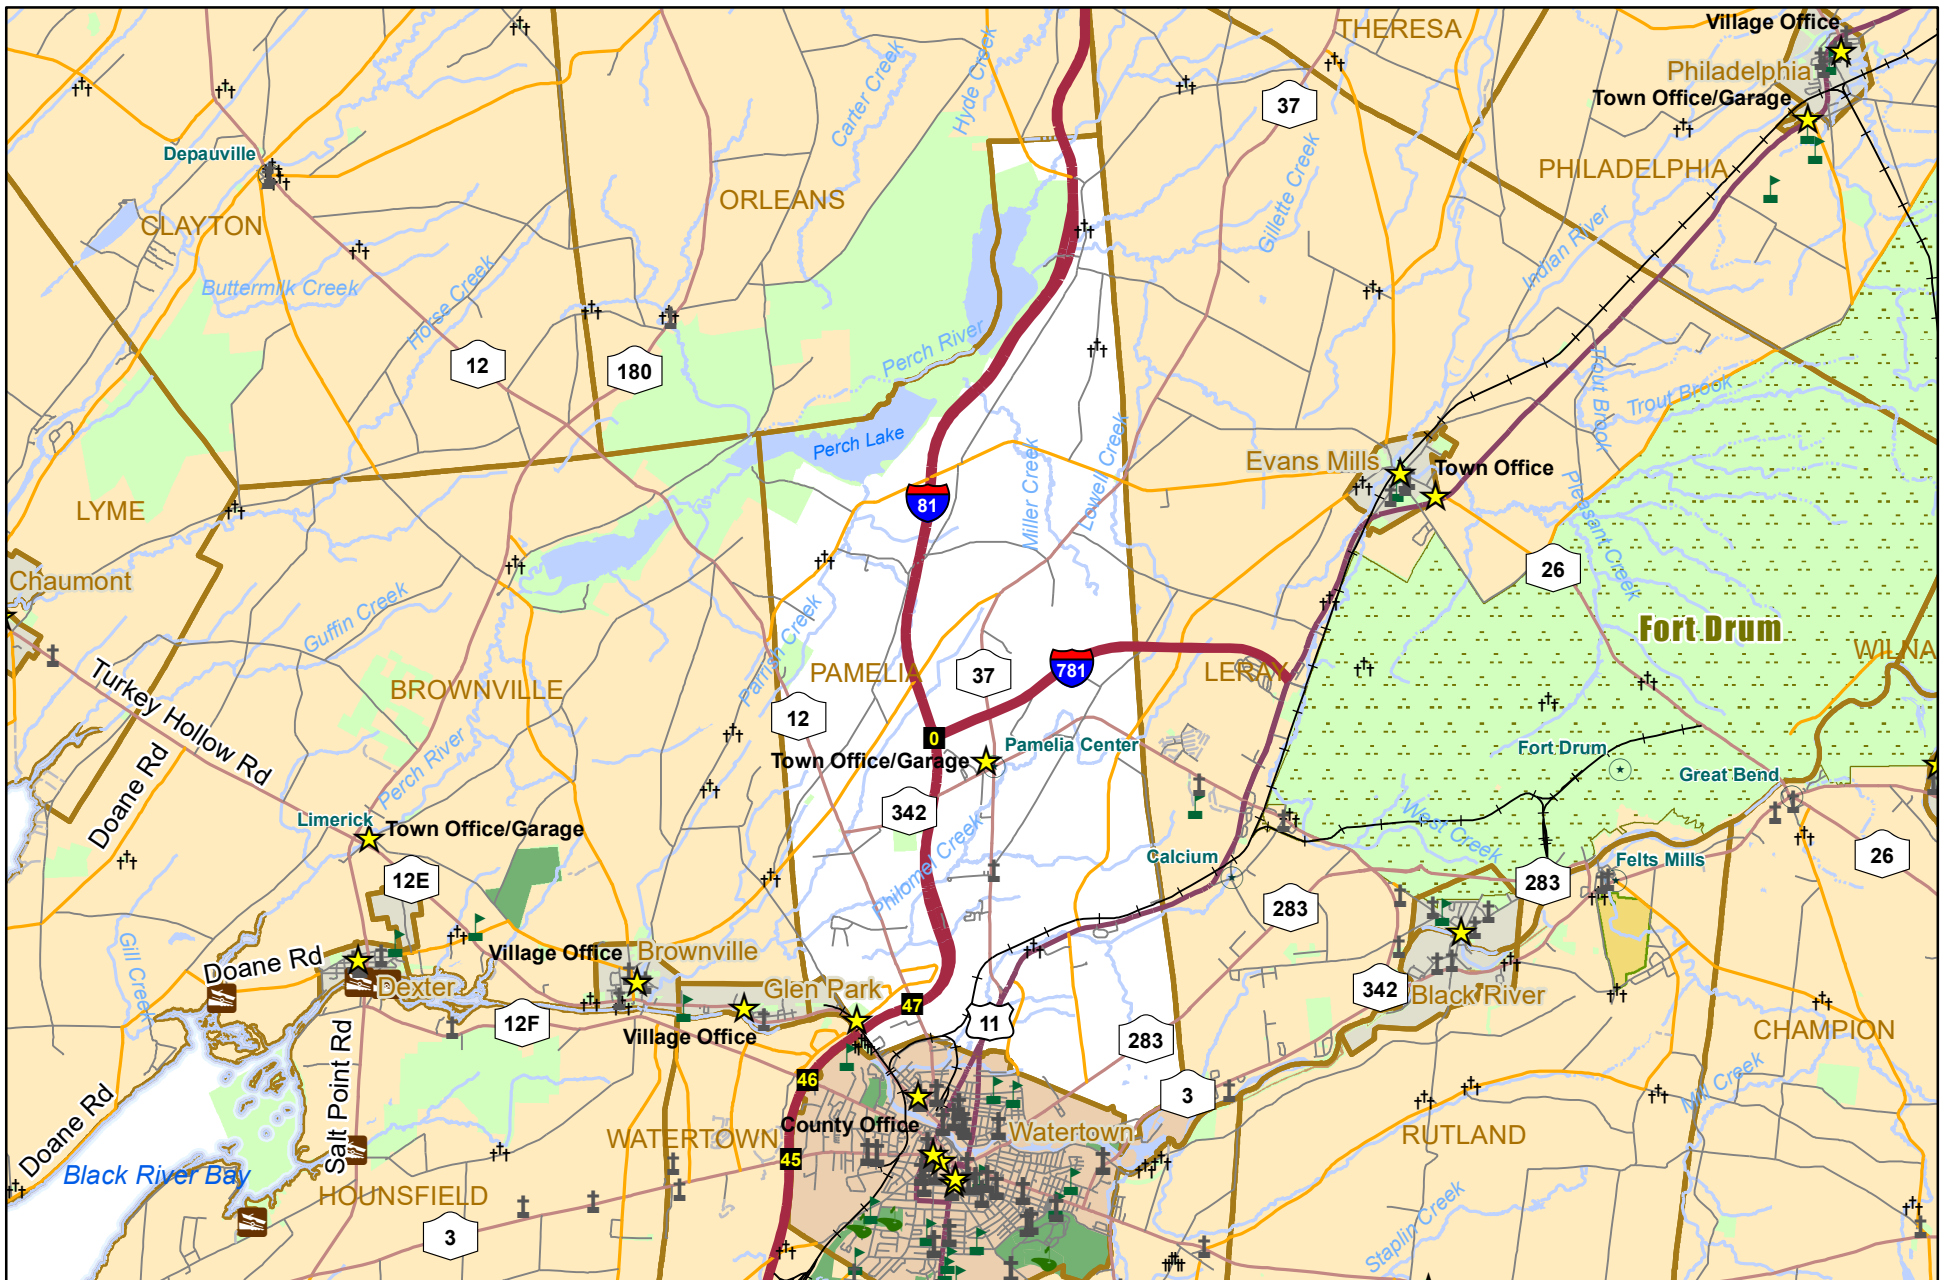 Village Office
THERESA
Philadelphia
37
Town Office/Garage
Carter Creek
Hyde Creek
Depauville
PHILADELPHIA
ORLEANS
CLAYTON
Gillette Creek
Indian River
Buttermilk Creek
Horse Creek
12
180
Perch River
Trout Brook
Trout Brook
Perch Lake
Evans Mills
Town Office
Miller Creek
Lowell Creek
LYME
81
Pleasant Creek
26
Chaumont
Guffin Creek
Parrish Creek
Fort Drum
WILNA
PAMELIA
37
781
LERAY
BROWNVILLE
Turkey Hollow Rd
12
0
Pamelia Center
Town Office/Garage
Fort Drum
Great Bend
Doane Rd
Perch River
Limerick
Town Office/Garage
342
Philomel Creek
West Creek
Calcium
Felts Mills
26
12E
283
283
Gill Creek
Doane Rd
Village Office
Brownville
Dexter
Glen Park
342
Black River
47
11
12F
Village Office
283
CHAMPION
Salt Point Rd
46
3
Mill Creek
Doane Rd
County Office
Watertown
WATERTOWN
RUTLAND
45
Black River Bay
HOUNSFIELD
3
Staplin Creek